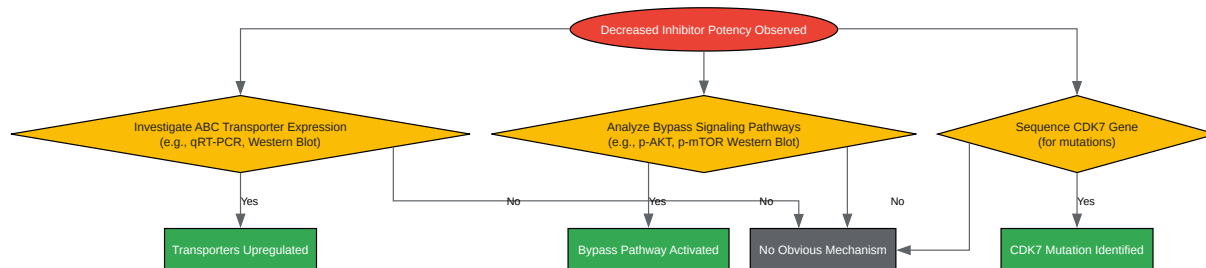 Decreased Inhibitor Potency Observed
Investigate ABC Transporter Expression
(e.g., qRT-PCR, Western Blot)
Analyze Bypass Signaling Pathways
(e.g., p-AKT, p-mTOR Western Blot)
Sequence CDK7 Gene
(for mutations)
Yes
No
Yes
No
No
Yes
Transporters Upregulated
Bypass Pathway Activated
No Obvious Mechanism
CDK7 Mutation Identified